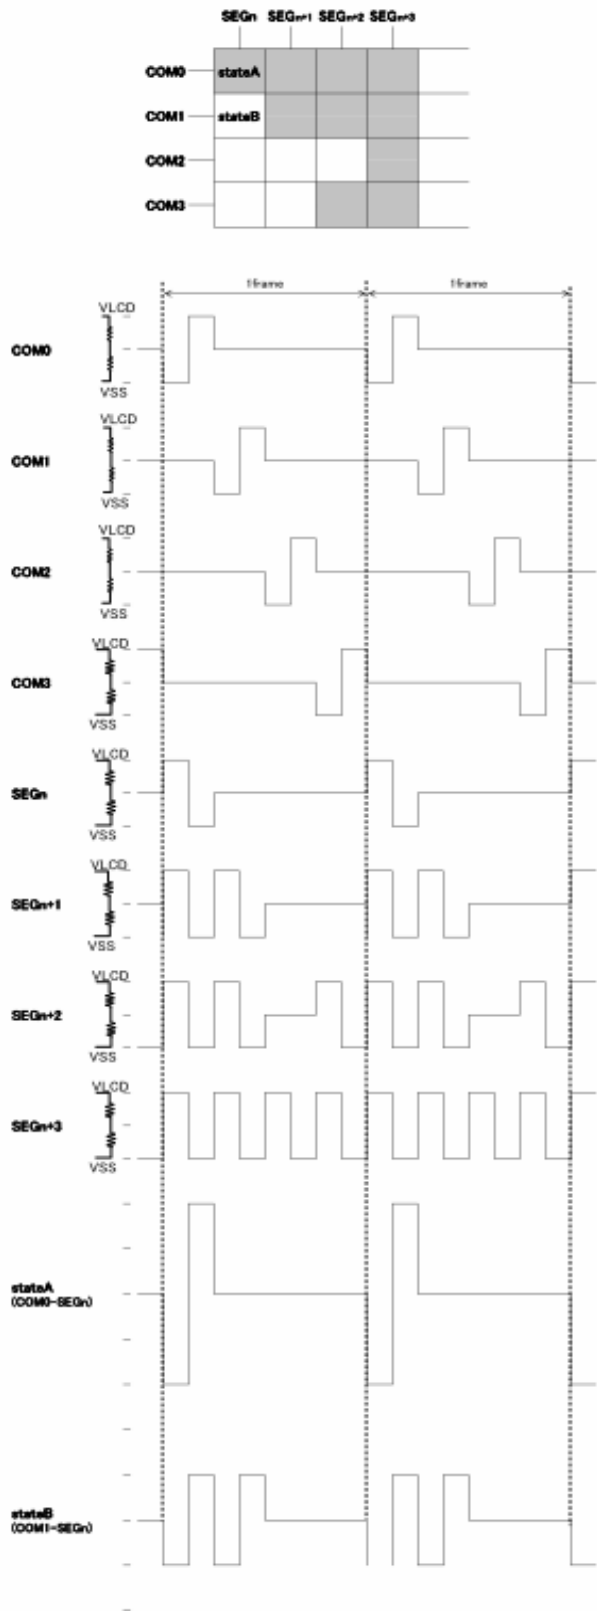 SEGn SEGn+1 SEGn+2 SEGn+3
COM0 stateA
COM1 stateB
COM2
COM3
1frame 1frame
VLCD
COM0
VSS
VLCD
COM1
VSS
VLCD
COM2
VSS
VLCD
COM3
VSS
VLCD
SEGn
VSS
VLCD
SEGn+1
VSS
VLCD
SEGn+2
VSS
VLCD
SEGn+3
VSS
stateA
(COM0-SEGn)
stateB
(COM1-SEGn)